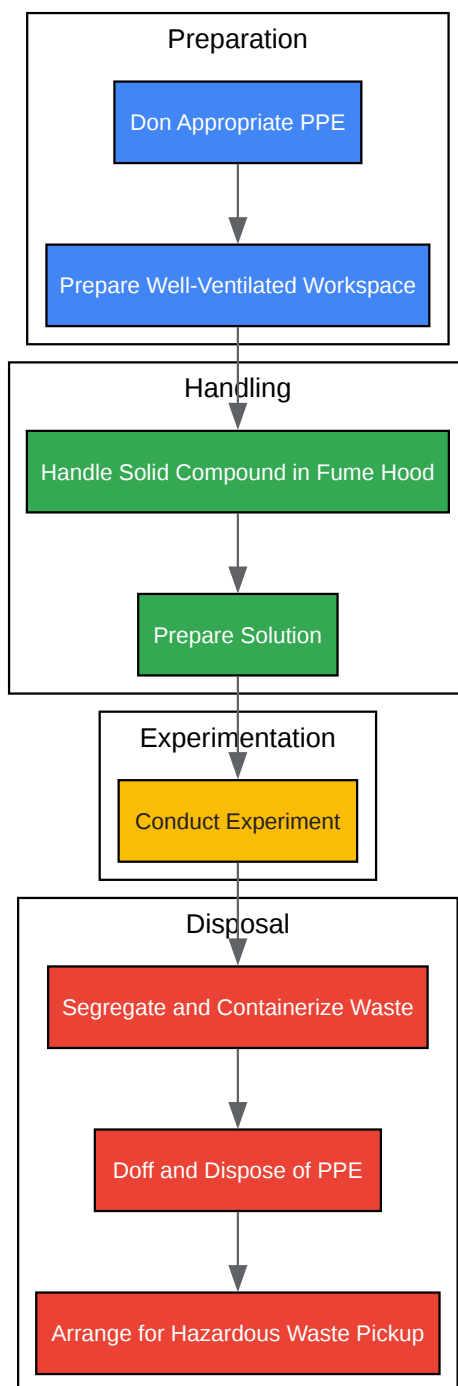 Preparation
Don Appropriate PPE
Prepare Well-Ventilated Workspace
Handling
Handle Solid Compound in Fume Hood
Prepare Solution
Experimentation
Conduct Experiment
Disposal
Segregate and Containerize Waste
Doff and Dispose of PPE
Arrange for Hazardous Waste Pickup